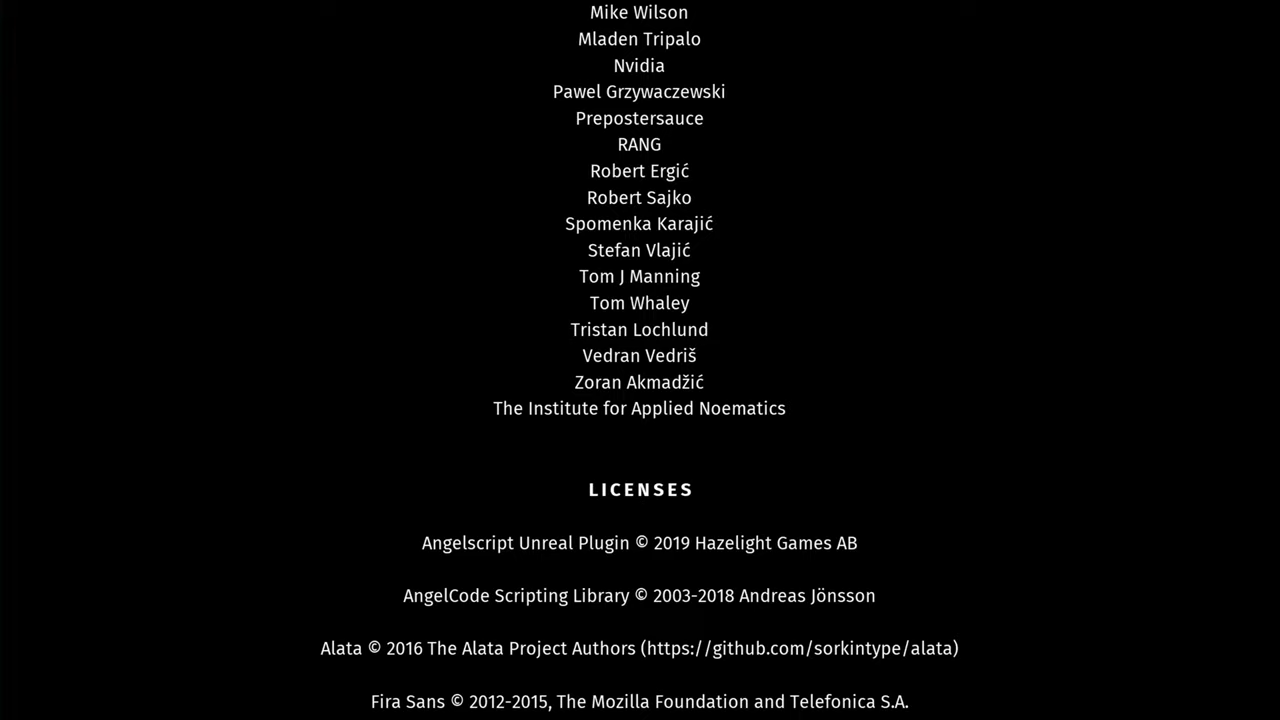 Mike Wilson
Mladen Tripalo
Nvidia
Pawel Grzywaczewski
Prepostersauce
RANG
Robert Ergić
Robert Sajko
Spomenka Karajić
Stefan Vlajić
Tom J Manning
Tom Whaley
Tristan Lochlund
Vedran Vedriš
Zoran Akmadžić
The Institute for Applied Noematics
LICENSES
Angelscript Unreal Plugin © 2019 Hazelight Games AB
AngelCode Scripting Library © 2003-2018 Andreas Jönsson
Alata © 2016 The Alata Project Authors (https://github.com/sorkintype/alata)
Fira Sans © 2012-2015, The Mozilla Foundation and Telefonica S.A.